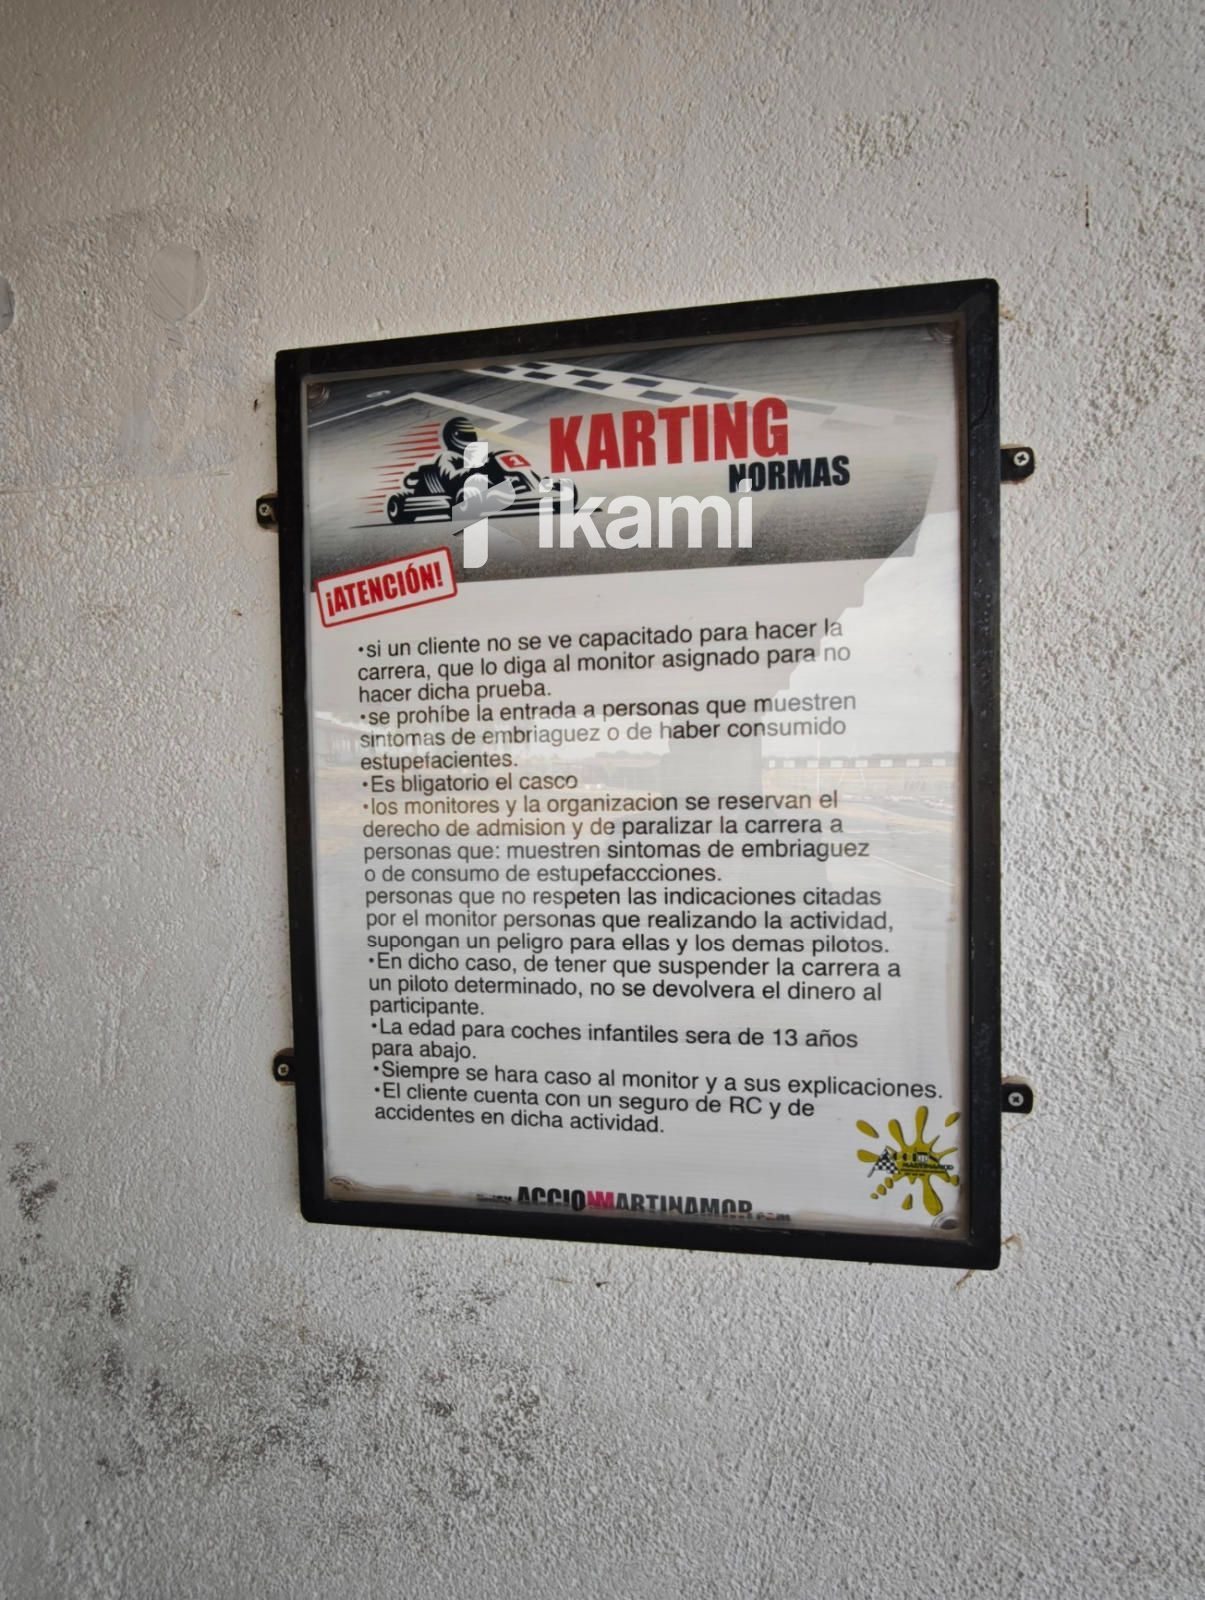 KARTING
NORMAS
ikami
¡ATENCIÓN!
•si un cliente no se ve capacitado para hacer la
carrera, que lo diga al monitor asignado para no
hacer dicha prueba.
•se prohíbe la entrada a personas que muestren
sintomas de embriaguez o de haber consumido
estupefacientes.
•Es bligatorio el casco
•los monitores y la organizacion se reservan el
derecho de admision y de paralizar la carrera a
personas que: muestren sintomas de embriaguez
o de consumo de estupefaccciones.
personas que no respeten las indicaciones citadas
por el monitor personas que realizando la actividad,
supongan un peligro para ellas y los demas pilotos.
•En dicho caso, de tener que suspender la carrera a
un piloto determinado, no se devolvera el dinero al
participante.
•La edad para coches infantiles sera de 13 años
para abajo.
•Siempre se hara caso al monitor y a sus explicaciones.
•El cliente cuenta con un seguro de RC y de
accidentes en dicha actividad.
MARTINAMOR
ACCIONMARTINAMOR.com